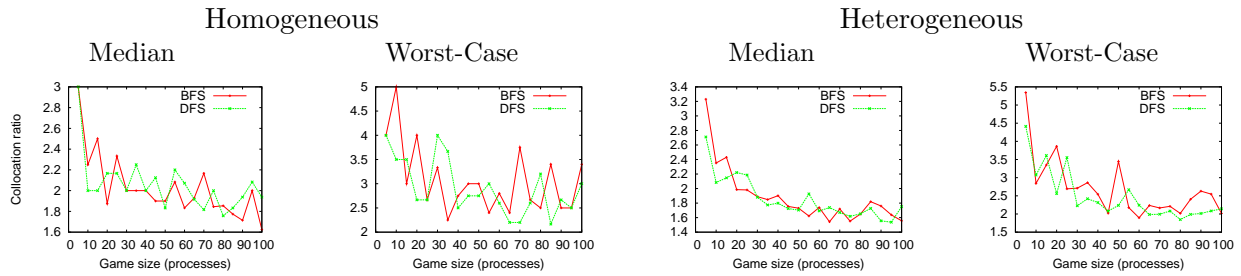 Homogeneous
Heterogeneous
Median
Worst-Case
Median
Worst-Case
Collocation ratio
3
2.8
2.6
2.4
2.2
2
1.8
1.6
BFS
DFS
0 10 20 30 40 50 60 70 80 90 100
Game size (processes)
5
4.5
4
3.5
3
2.5
2
BFS
DFS
0 10 20 30 40 50 60 70 80 90 100
Game size (processes)
3.4
3.2
3
2.8
2.6
2.4
2.2
2
1.8
1.6
1.4
BFS
DFS
0 10 20 30 40 50 60 70 80 90 100
Game size (processes)
5.5
5
4.5
4
3.5
3
2.5
2
1.5
BFS
DFS
0 10 20 30 40 50 60 70 80 90 100
Game size (processes)